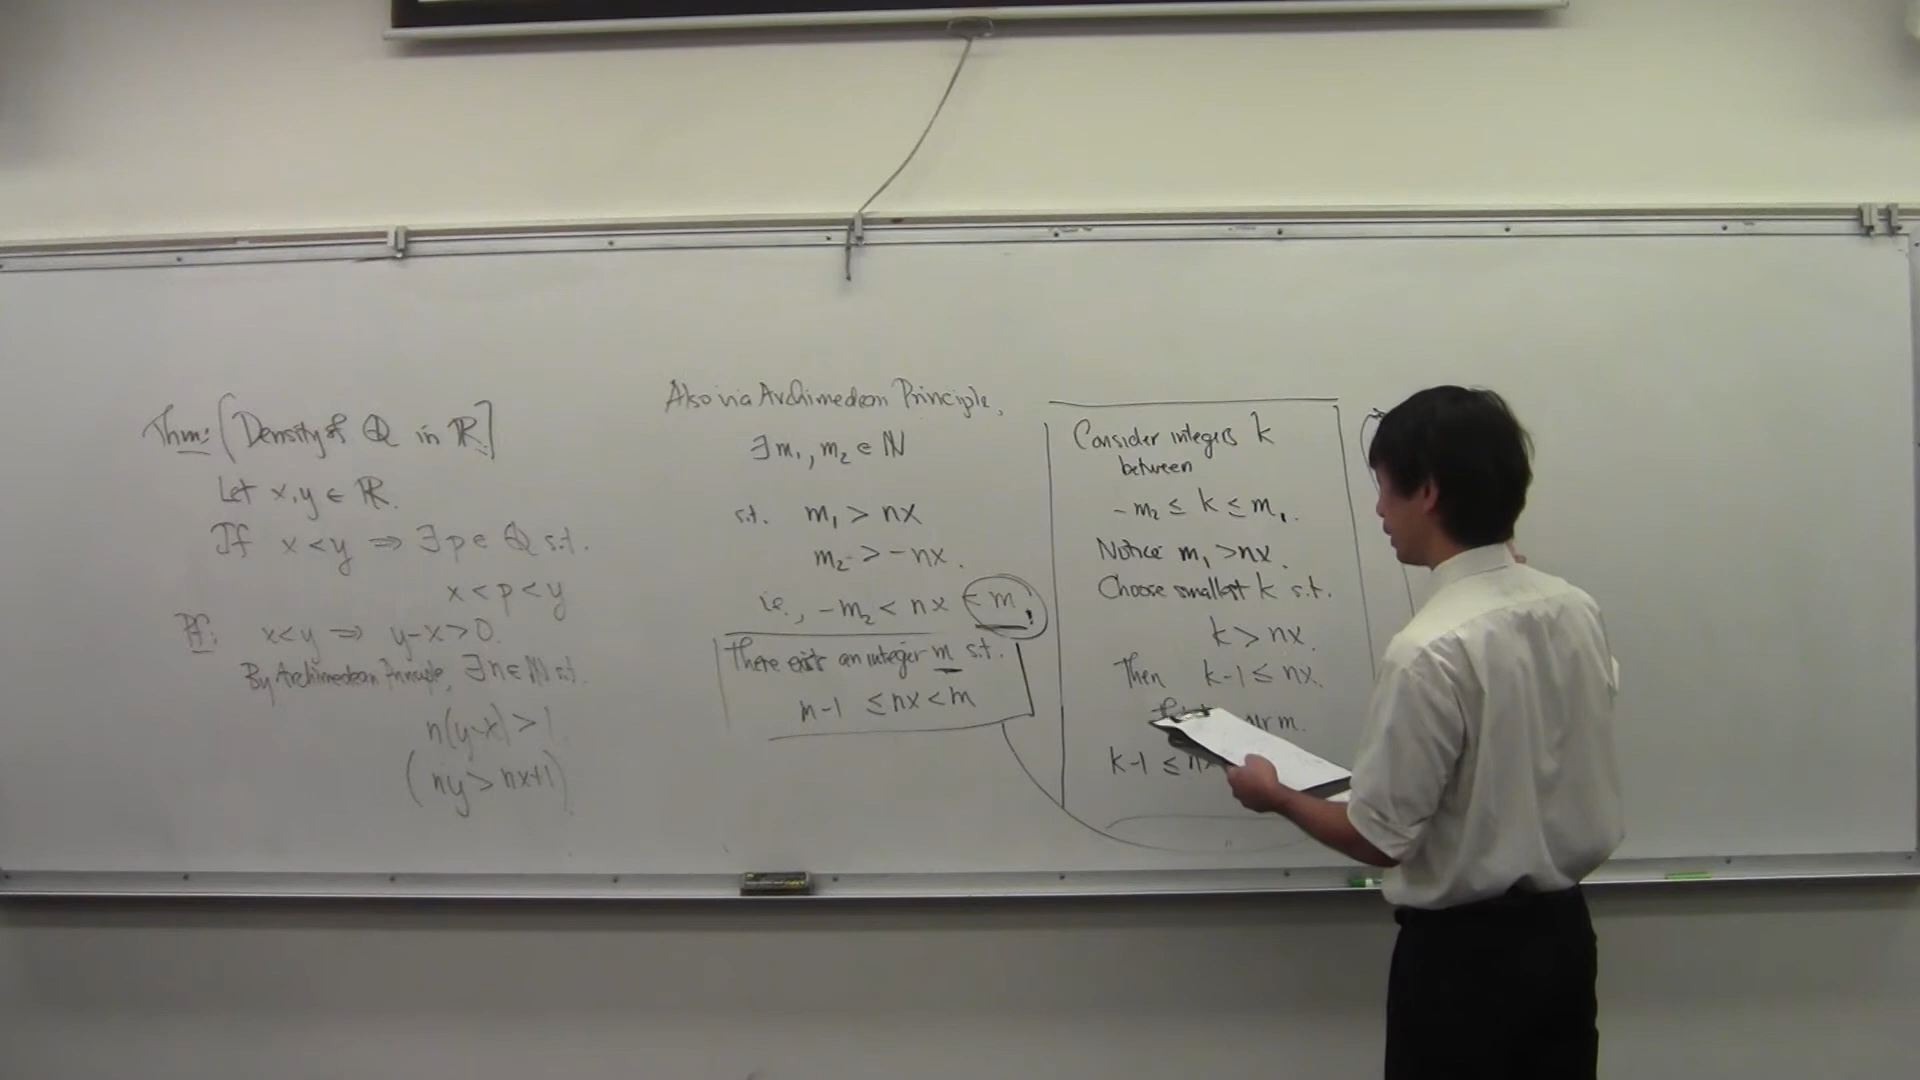 Thm: (Density of ℚ in ℝ]
Let x,y ∈ ℝ.
If x < y ⇒ ∃ p ∈ ℚ s.t.
x < p < y
Pf: x<y ⇒ y-x>0.
By Archimedean Principle, ∃ n ∈ ℕ s.t.
n(y-x) > 1
(ny > nx+1)
Also via Archimedean Principle,
∃ m₁, m₂ ∈ ℕ
s.t. m₁ > nx
m₂ > -nx.
i.e., -m₂ < nx < m₁
There exists an integer m s.t.
m-1 ≤ nx < m
Consider integers k
between
-m₂ ≤ k ≤ m₁.
Notice m₁ > nx.
Choose smallest k s.t.
k > nx.
Then k-1 ≤ nx.
m.
k-1 ≤ nx